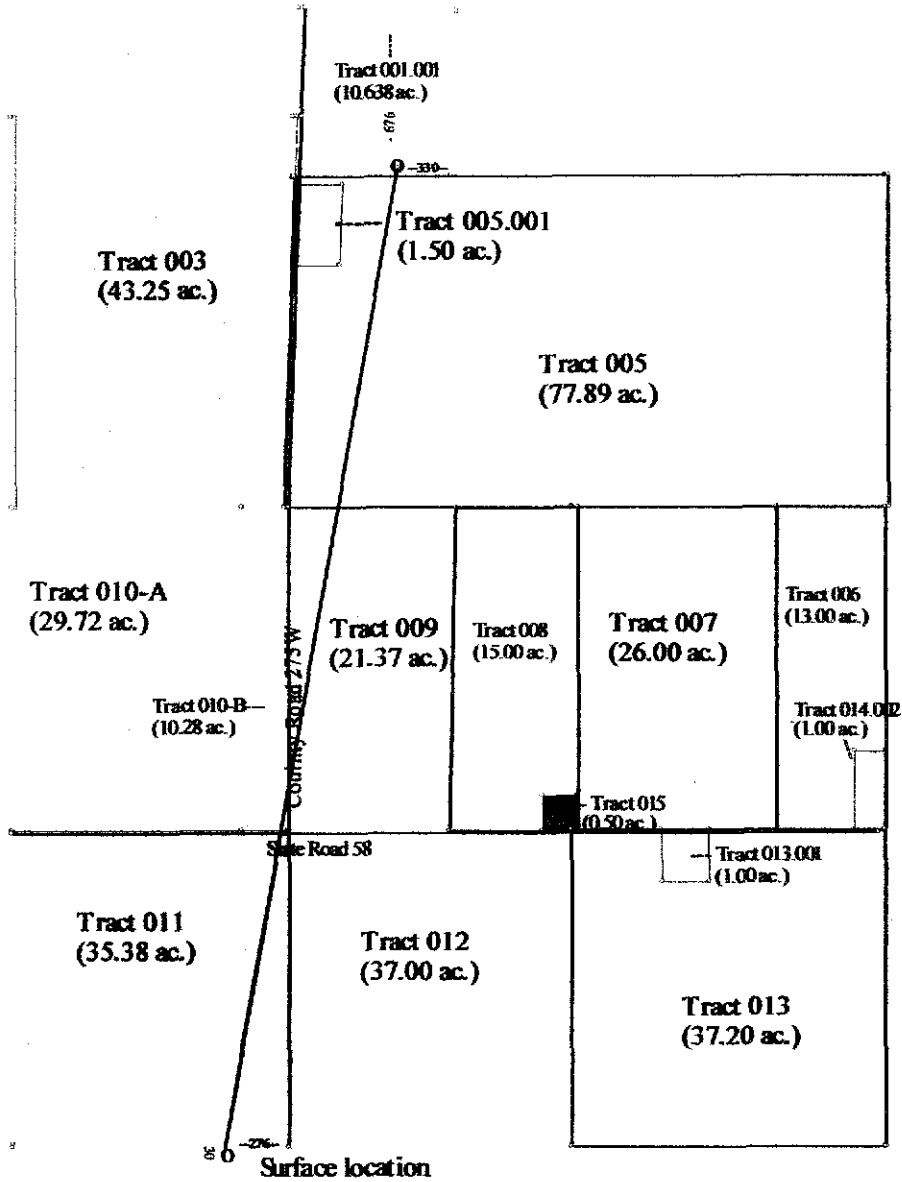 Tract 001.001
(10.638 ac.)
- 676
-330-
Tract 005.001
(1.50 ac.)
Tract 003
(43.25 ac.)
Tract 005
(77.89 ac.)
Tract 010-A
(29.72 ac.)
Tract 009
(21.37 ac.)
Tract 008
(15.00 ac.)
Tract 007
(26.00 ac.)
Tract 006
(13.00 ac.)
County Road 275 W
Tract 010-B
(10.28 ac.)
Tract 014.002
(1.00 ac.)
Tract 015
(0.50 ac.)
State Road 58
Tract 013.001
(1.00 ac.)
Tract 011
(35.38 ac.)
Tract 012
(37.00 ac.)
Tract 013
(37.20 ac.)
30
-276-
Surface location